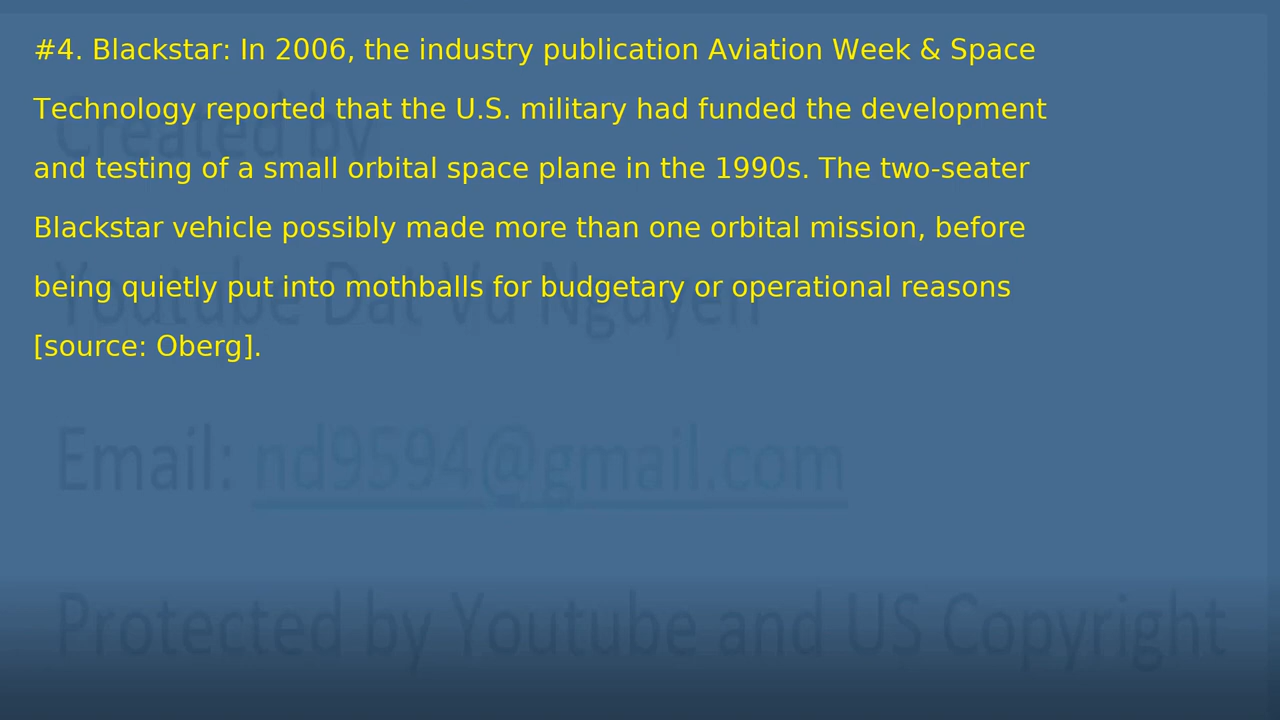 #4. Blackstar: In 2006, the industry publication Aviation Week & Space
Technology reported that the U.S. military had funded the development
and testing of a small orbital space plane in the 1990s. The two-seater
Blackstar vehicle possibly made more than one orbital mission, before
being quietly put into mothballs for budgetary or operational reasons
[source: Oberg].
Created by
Youtube Dat Vu Nguyen
Email: nd9594@gmail.com
Protected by Youtube and US Copyright